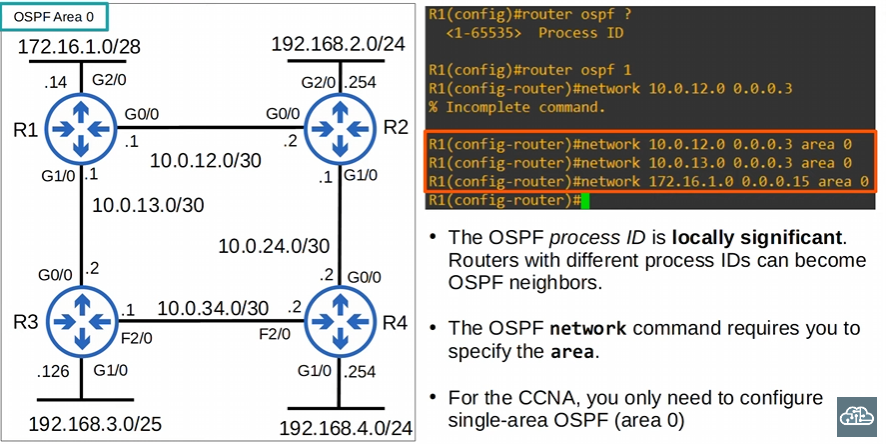 OSPF Area 0
172.16.1.0/28
192.168.2.0/24
.14
G2/0
G2/0
.254
R1
G0/0
G0/0
R2
.1
.2
10.0.12.0/30
G1/0
.1
.1
G1/0
10.0.13.0/30
10.0.24.0/30
G0/0
.2
.2
G0/0
R3
.1
10.0.34.0/30
.2
R4
F2/0
F2/0
.126
G1/0
G1/0
.254
192.168.3.0/25
192.168.4.0/24
R1(config)#router ospf ?
<1-65535> Process ID
R1(config)#router ospf 1
R1(config-router)#network 10.0.12.0 0.0.0.3
% Incomplete command.
R1(config-router)#network 10.0.12.0 0.0.0.3 area 0
R1(config-router)#network 10.0.13.0 0.0.0.3 area 0
R1(config-router)#network 172.16.1.0 0.0.0.15 area 0
R1(config-router)#
• The OSPF process ID is locally significant.
Routers with different process IDs can become
OSPF neighbors.
• The OSPF network command requires you to
specify the area.
• For the CCNA, you only need to configure
single-area OSPF (area 0)